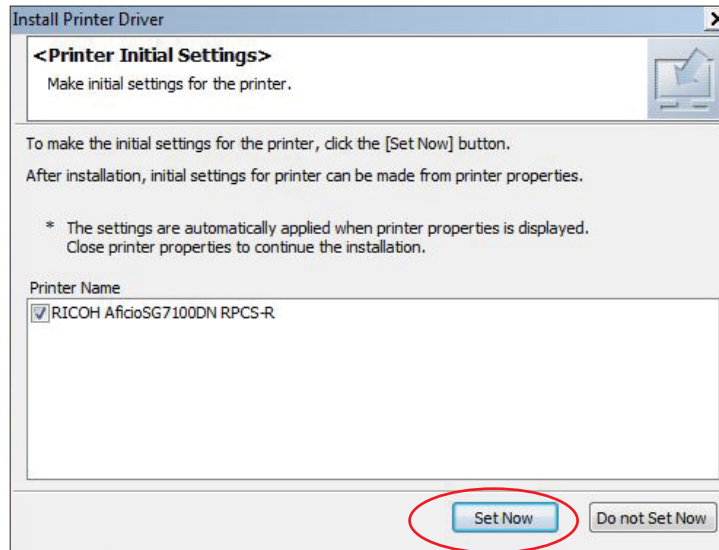 Install Printer Driver
<Printer Initial Settings>
Make initial settings for the printer.
To make the initial settings for the printer, click the [Set Now] button.
After installation, initial settings for printer can be made from printer properties.
* The settings are automatically applied when printer properties is displayed.
Close printer properties to continue the installation.
Printer Name
RICOH AficioSG7100DN RPCS-R
Set Now
Do not Set Now